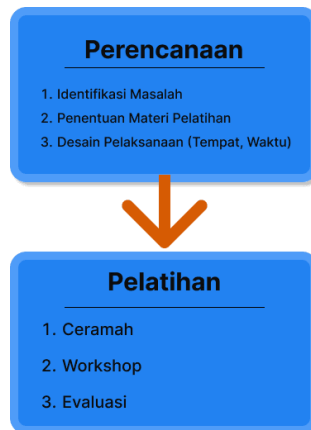 Perencanaan
1. Identifikasi Masalah
2. Penentuan Materi Pelatihan
3. Desain Pelaksanaan (Tempat, Waktu)
Pelatihan
1. Ceramah
2. Workshop
3. Evaluasi